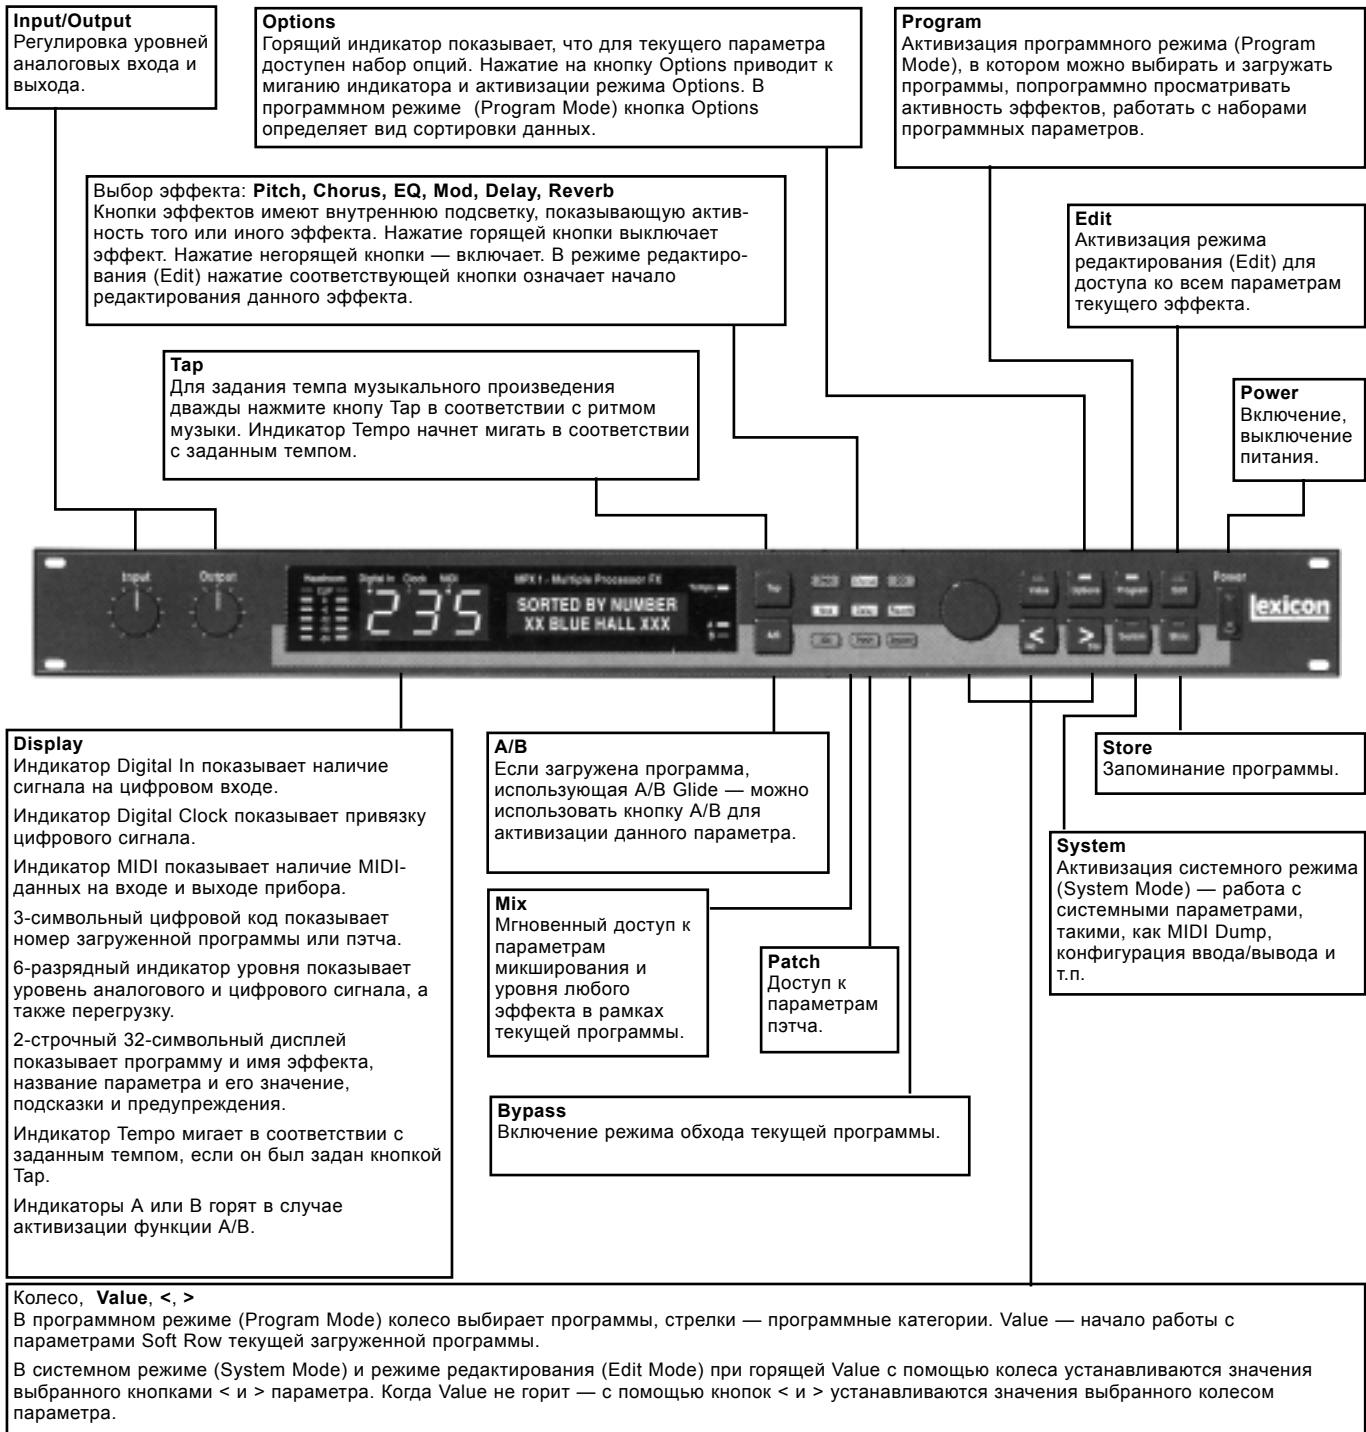 Input/Output
Регулировка уровней
аналоговых входа и
выхода.
Options
Горящий индикатор показывает, что для текущего параметра
доступен набор опций. Нажатие на кнопку Options приводит к
миганию индикатора и активизации режима Options. В
программном режиме (Program Mode) кнопка Options
определяет вид сортировки данных.
Program
Активизация программного режима (Program
Mode), в котором можно выбирать и загружать
программы, попрограммно просматривать
активность эффектов, работать с наборами
программных параметров.
Выбор эффекта: Pitch, Chorus, EQ, Mod, Delay, Reverb
Кнопки эффектов имеют внутреннюю подсветку, показывающую актив-
ность того или иного эффекта. Нажатие горящей кнопки выключает
эффект. Нажатие негорящей кнопки — включает. В режиме редактиро-
вания (Edit) нажатие соответствующей кнопки означает начало
редактирования данного эффекта.
Edit
Активизация режима
редактирования (Edit) для
доступа ко всем параметрам
текущего эффекта.
Tap
Для задания темпа музыкального произведения
дважды нажмите кнопу Tap в соответствии с ритмом
музыки. Индикатор Tempo начнет мигать в соответствии
с заданным темпом.
Power
Включение,
выключение
питания.
Input
Output
Headroom
Digital In Clock MIDI
MPX 1 - Multiple Processor FX
Tempo
235
SORTED BY NUMBER
XX BLUE HALL XXX
A
B
Tap
A/B
Value
Options
Program
Edit
<
>
System
Store
Power
lexicon
Display
Индикатор Digital In показывает наличие
сигнала на цифровом входе.
Индикатор Digital Clock показывает привязку
цифрового сигнала.
Индикатор MIDI показывает наличие MIDI-
данных на входе и выходе прибора.
3-символьный цифровой код показывает
номер загруженной программы или пэтча.
6-разрядный индикатор уровня показывает
уровень аналогового и цифрового сигнала, а
также перегрузку.
2-строчный 32-символьный дисплей
показывает программу и имя эффекта,
название параметра и его значение,
подсказки и предупреждения.
Индикатор Tempo мигает в соответствии с
заданным темпом, если он был задан кнопкой
Tap.
Индикаторы A или B горят в случае
активизации функции A/B.
A/B
Если загружена программа,
использующая A/B Glide — можно
использовать кнопку A/B для
активизации данного параметра.
Store
Запоминание программы.
System
Активизация системного режима
(System Mode) — работа с
системными параметрами,
такими, как MIDI Dump,
конфигурация ввода/вывода и
т.п.
Mix
Мгновенный доступ к
параметрам
микширования и
уровня любого
эффекта в рамках
текущей программы.
Patch
Доступ к
параметрам
пэтча.
Bypass
Включение режима обхода текущей программы.
Колесо, Value, <, >
В программном режиме (Program Mode) колесо выбирает программы, стрелки — программные категории. Value — начало работы с
параметрами Soft Row текущей загруженной программы.
В системном режиме (System Mode) и режиме редактирования (Edit Mode) при горящей Value с помощью колеса устанавливаются значения
выбранного кнопками < и > параметра. Когда Value не горит — с помощью кнопок < и > устанавливаются значения выбранного колесом
параметра.